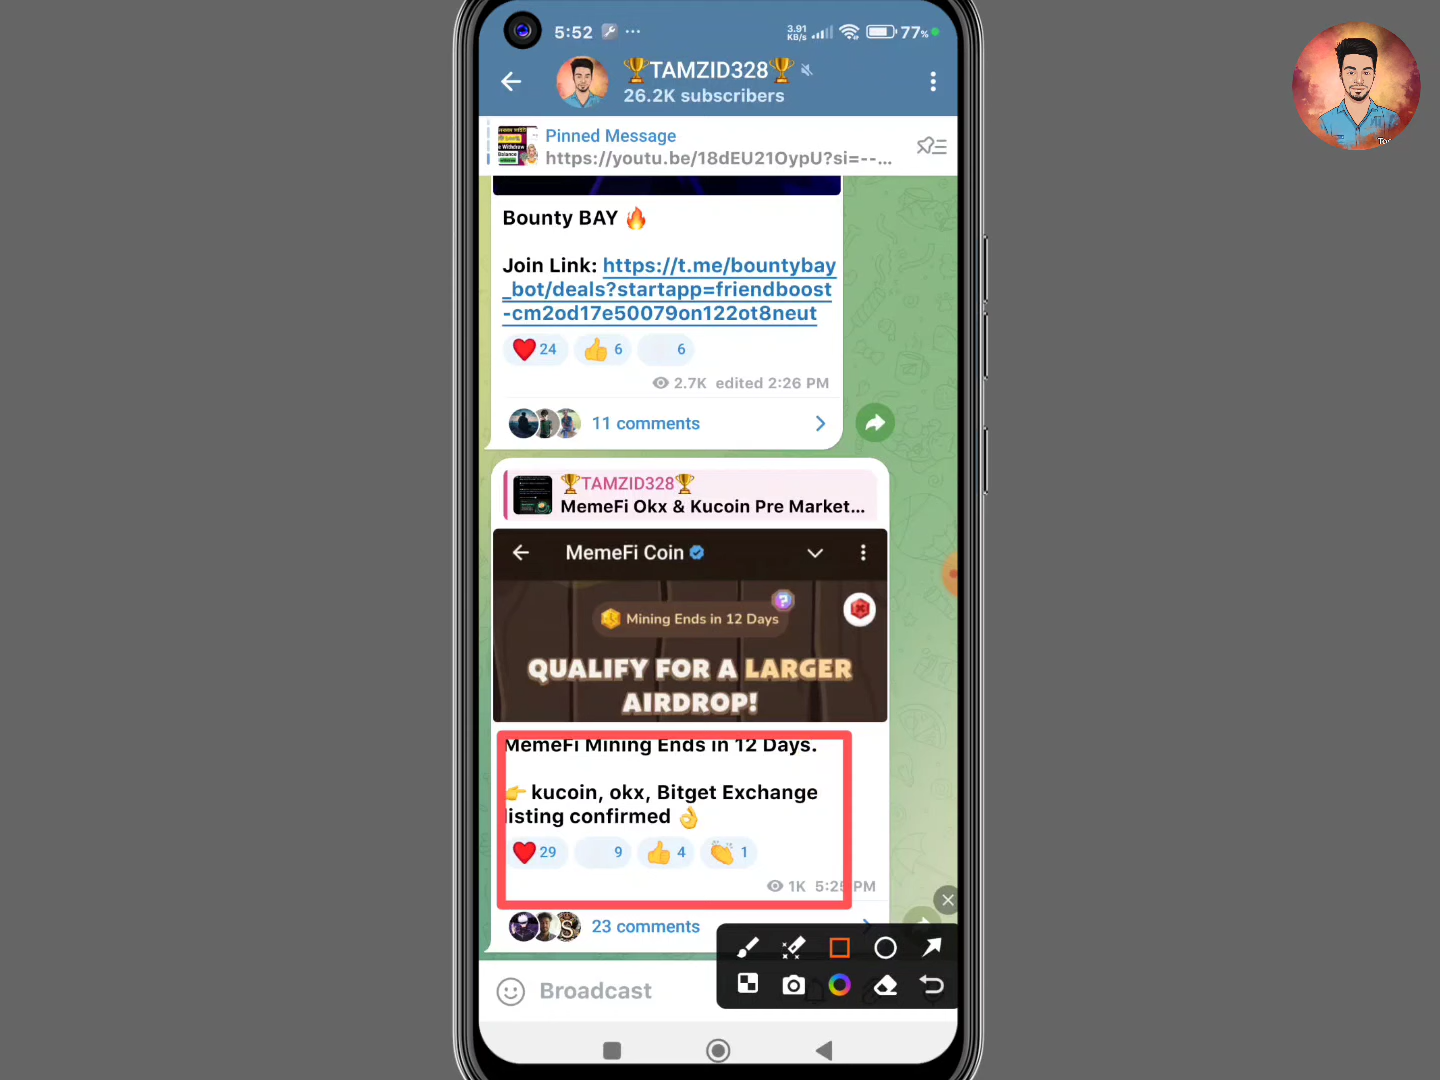 5:52
3.91
KB/s
77%
🏆TAMZID328🏆
26.2K subscribers
Pinned Message
https://youtu.be/18dEU21OypU?si=--...
Bounty BAY 🔥
Join Link: https://t.me/bountybay
_bot/deals?startapp=friendboost
-cm2od17e50079on122ot8neut
❤️ 24 👍 6 6
2.7K edited 2:26 PM
11 comments
🏆TAMZID328🏆
MemeFi Okx & Kucoin Pre Market...
MemeFi Coin
Mining Ends in 12 Days
QUALIFY FOR A LARGER
AIRDROP!
MemeFi Mining Ends in 12 Days.
👉 kucoin, okx, Bitget Exchange
listing confirmed 👌
❤️ 29 9 👍 4 👏 1
1K 5:25 PM
23 comments
Broadcast